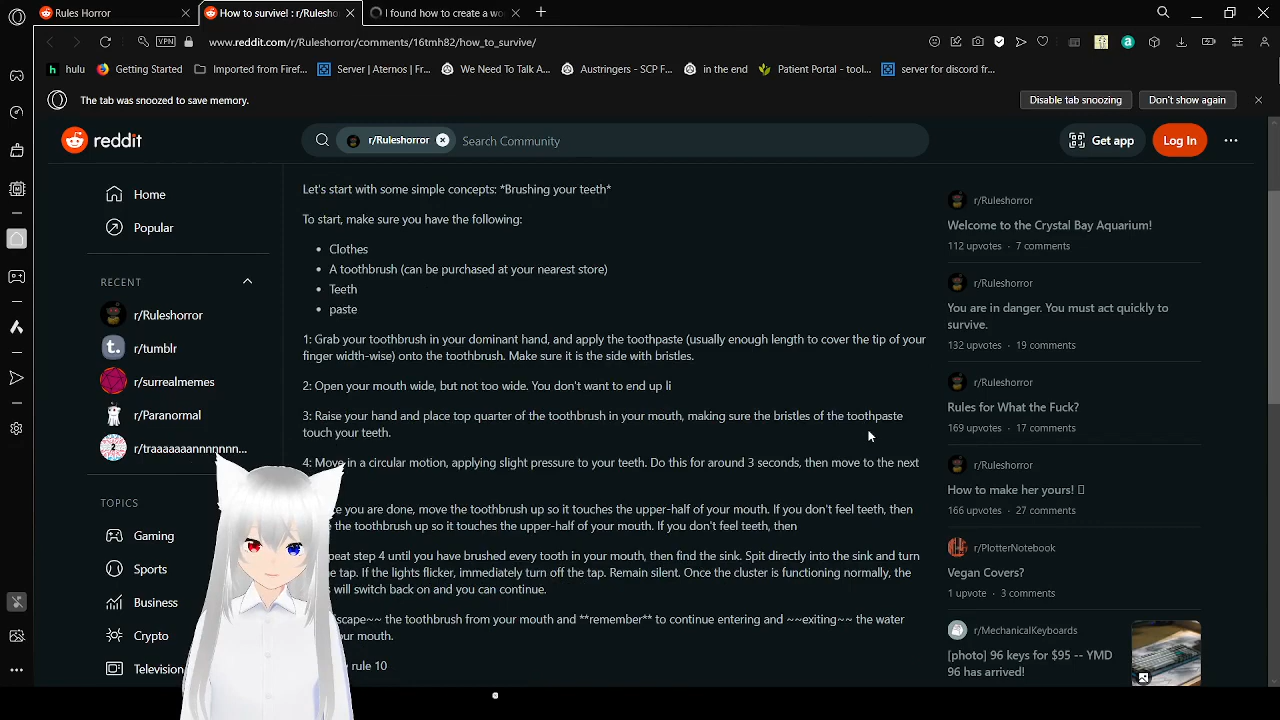 Rules Horror
How to survive! : r/Rulesho
I found how to create a wo
VPN
www.reddit.com/r/Ruleshorror/comments/16tmh82/how_to_survive/
hulu
Getting Started
Imported from Firef...
Server | Aternos | Fr...
We Need To Talk A...
Austringers - SCP F...
in the end
Patient Portal - tool...
server for discord fr...
The tab was snoozed to save memory.
Disable tab snoozing
Don't show again
reddit
r/Ruleshorror
Search Community
Get app
Log In
Home
Popular
RECENT
r/Ruleshorror
r/tumblr
r/surrealmemes
r/Paranormal
r/traaaaaaannnnnnn...
TOPICS
Gaming
Sports
Business
Crypto
Television
Let's start with some simple concepts: *Brushing your teeth*
To start, make sure you have the following:
Clothes
A toothbrush (can be purchased at your nearest store)
Teeth
paste
1: Grab your toothbrush in your dominant hand, and apply the toothpaste (usually enough length to cover the tip of your
finger width-wise) onto the toothbrush. Make sure it is the side with bristles.
2: Open your mouth wide, but not too wide. You don't want to end up li
3: Raise your hand and place top quarter of the toothbrush in your mouth, making sure the bristles of the toothpaste
touch your teeth.
4: Move in a circular motion, applying slight pressure to your teeth. Do this for around 3 seconds, then move to the next
you are done, move the toothbrush up so it touches the upper-half of your mouth. If you don't feel teeth, then
the toothbrush up so it touches the upper-half of your mouth. If you don't feel teeth, then
peat step 4 until you have brushed every tooth in your mouth, then find the sink. Spit directly into the sink and turn
tap. If the lights flicker, immediately turn off the tap. Remain silent. Once the cluster is functioning normally, the
will switch back on and you can continue.
scape~~ the toothbrush from your mouth and **remember** to continue entering and ~~exiting~~ the water
our mouth.
rule 10
r/Ruleshorror
Welcome to the Crystal Bay Aquarium!
112 upvotes · 7 comments
r/Ruleshorror
You are in danger. You must act quickly to
survive.
132 upvotes · 19 comments
r/Ruleshorror
Rules for What the Fuck?
169 upvotes · 17 comments
r/Ruleshorror
How to make her yours!
166 upvotes · 27 comments
r/PlotterNotebook
Vegan Covers?
1 upvote · 3 comments
r/MechanicalKeyboards
[photo] 96 keys for $95 -- YMD
96 has arrived!